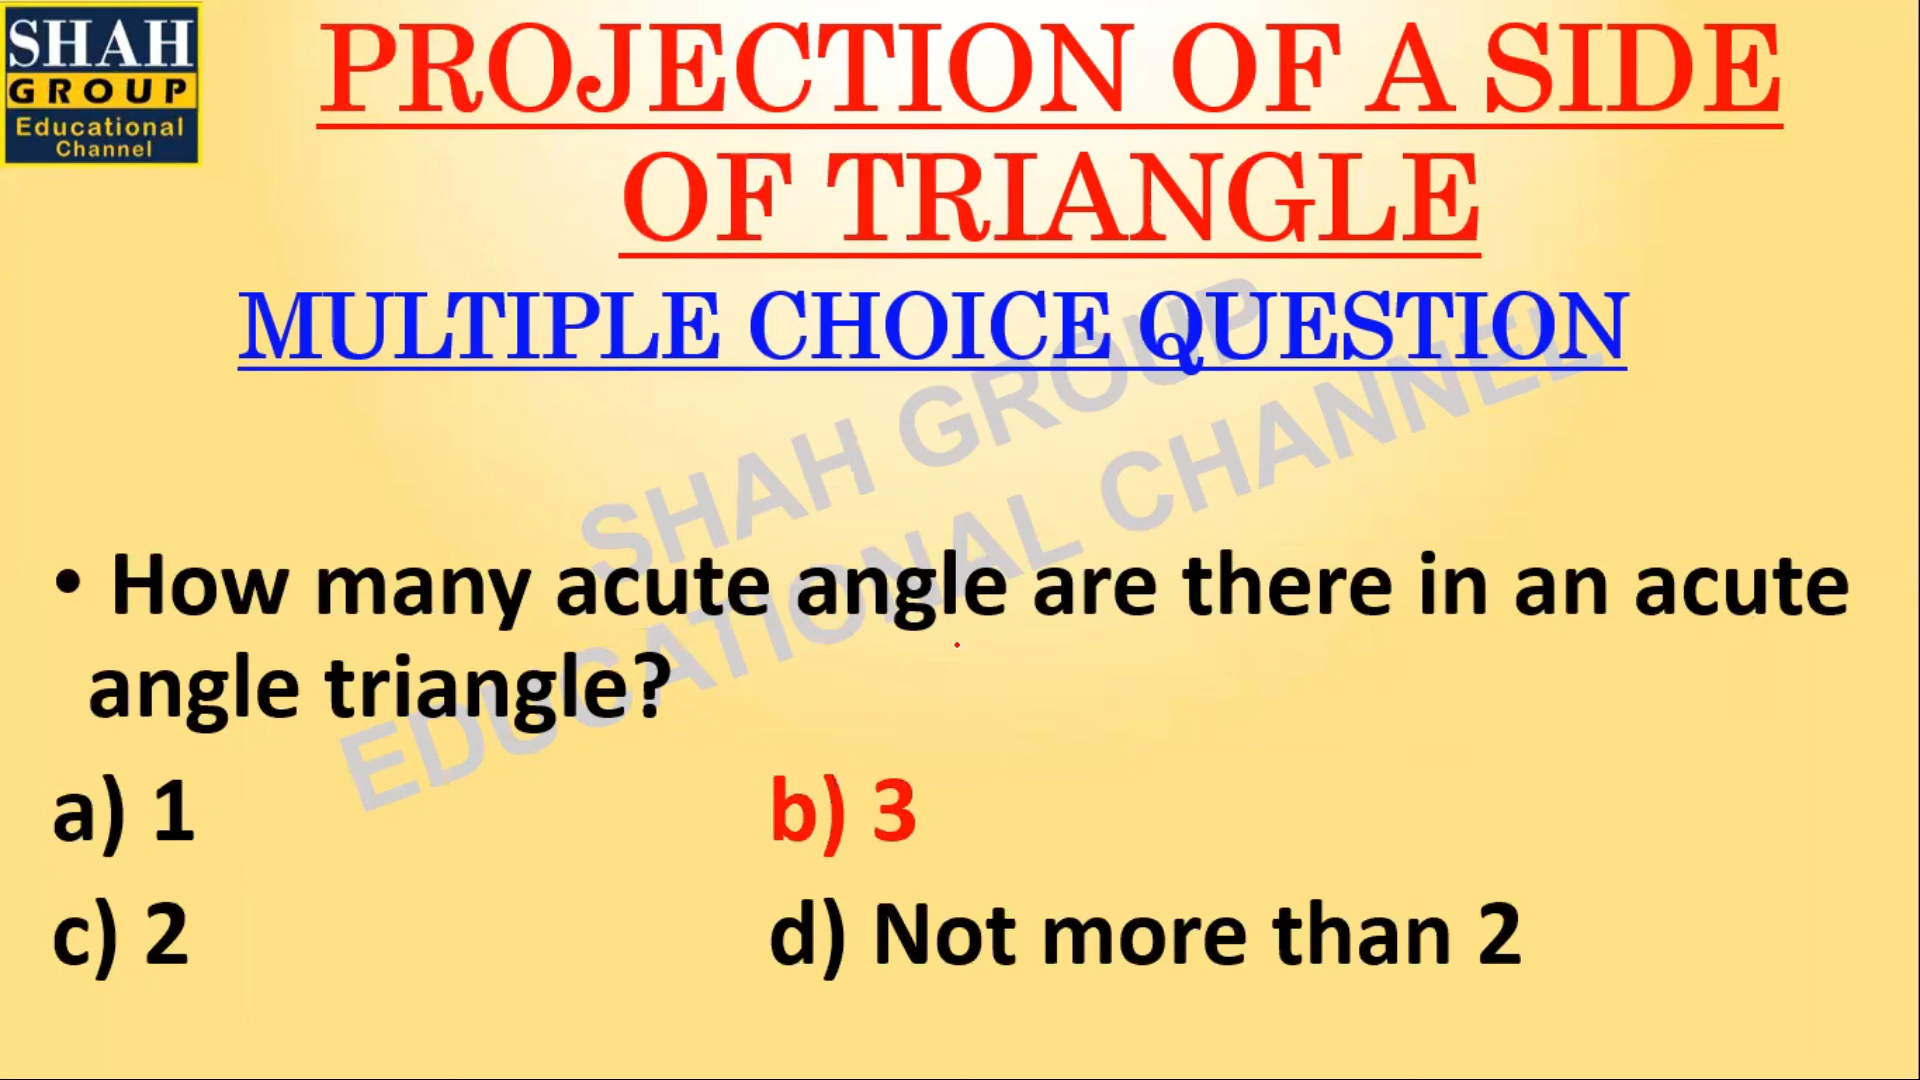 SHAH
GROUP
Educational
Channel
PROJECTION OF A SIDE
OF TRIANGLE
MULTIPLE CHOICE QUESTION
SHAH GROUP
EDUCATIONAL CHANNEL
• How many acute angle are there in an acute
angle triangle?
a) 1 b) 3
c) 2 d) Not more than 2